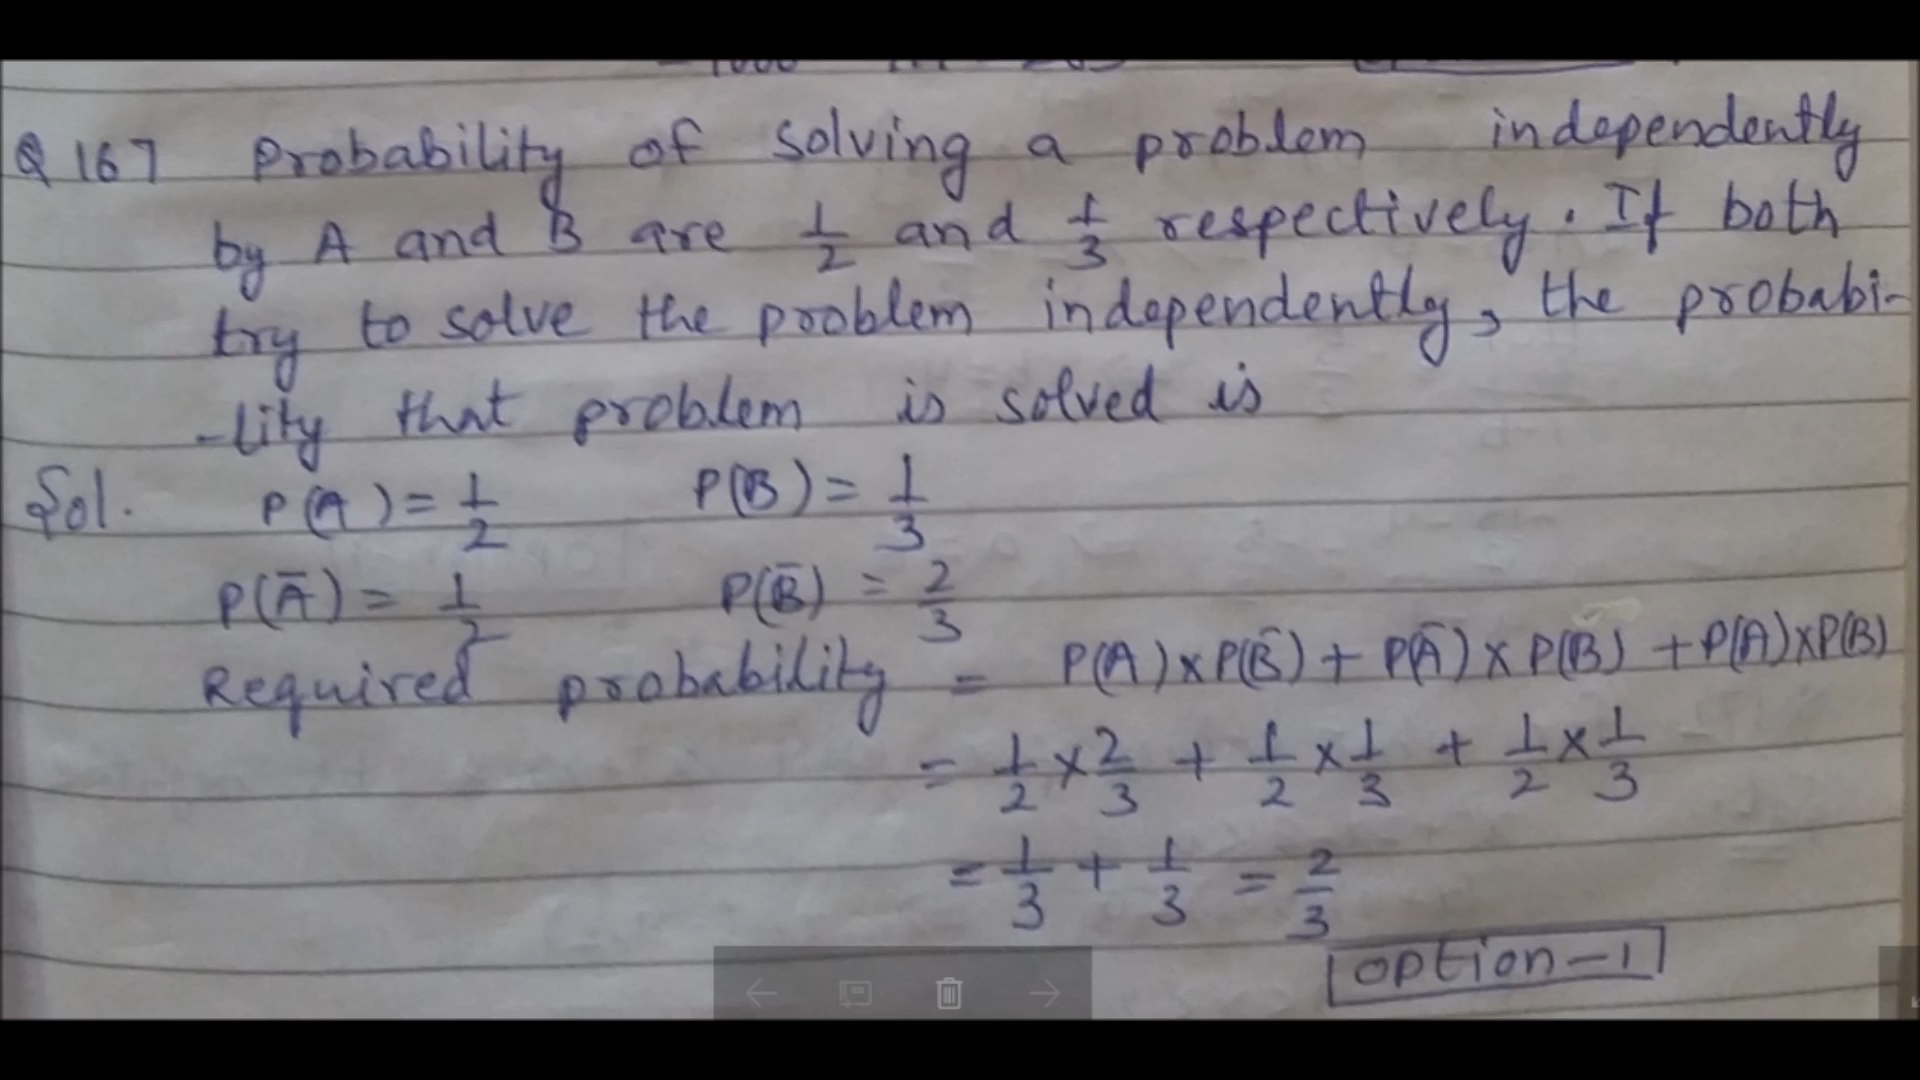 Q 167 Probability of solving a problem independently
by A and B are 1/2 and 1/3 respectively. If both
try to solve the problem independently, the probabi-
-lity that problem is solved is
Sol. P(A) = 1/2 P(B) = 1/3
P(Ā) = 1/2 P(B̄) = 2/3
Required probability = P(A)×P(B̄) + P(Ā)×P(B) + P(A)×P(B)
= 1/2 × 2/3 + 1/2 × 1/3 + 1/2 × 1/3
= 1/3 + 1/3 = 2/3
option-1